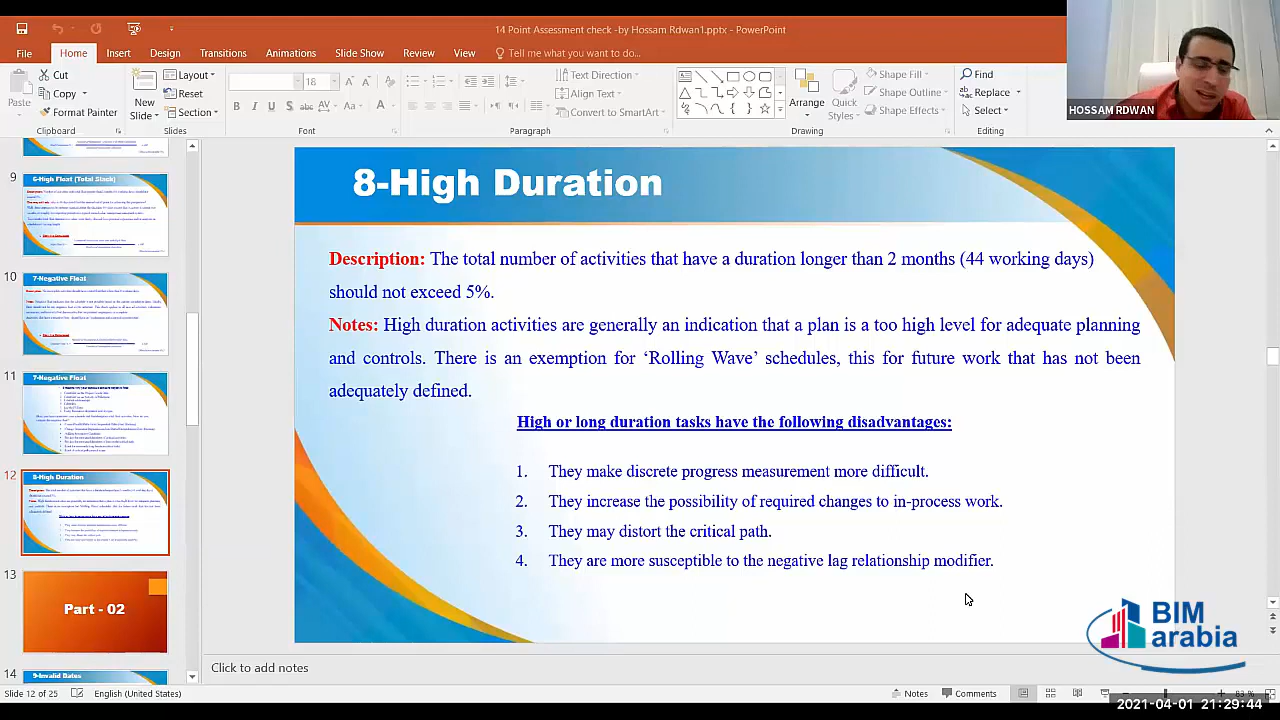 14 Point Assessment check -by Hossam Rdwan1.pptx - PowerPoint
File Home Insert Design Transitions Animations Slide Show Review View Tell me what you want to do...
Paste
Cut
Copy
Format Painter
Clipboard
New Slide
Layout
Reset
Section
Slides
18
Font
Text Direction
Align Text
Convert to SmartArt
Paragraph
Arrange
Quick Styles
Shape Fill
Shape Outline
Shape Effects
Drawing
Find
Replace
Select
Editing
HOSSAM RDWAN
9
6-High Float (Total Slack)
10
7-Negative Float
11
7-Negative Float
12
8-High Duration
13
Part - 02
14
9-Invalid Dates
8-High Duration
Description: The total number of activities that have a duration longer than 2 months (44 working days)
should not exceed 5%.
Notes: High duration activities are generally an indication that a plan is a too high level for adequate planning
and controls. There is an exemption for ‘Rolling Wave’ schedules, this for future work that has not been
adequately defined.
duration tasks have disadvantages:
1. They make discrete progress measurement more difficult.
2. They increase the possibility of requiring changes to in-process work.
3. They may distort the critical path.
4. They are more susceptible to the negative lag relationship modifier.
BIM
arabia
Click to add notes
Slide 12 of 25 English (United States) Notes Comments 83 %
2021-04-01 21:29:44